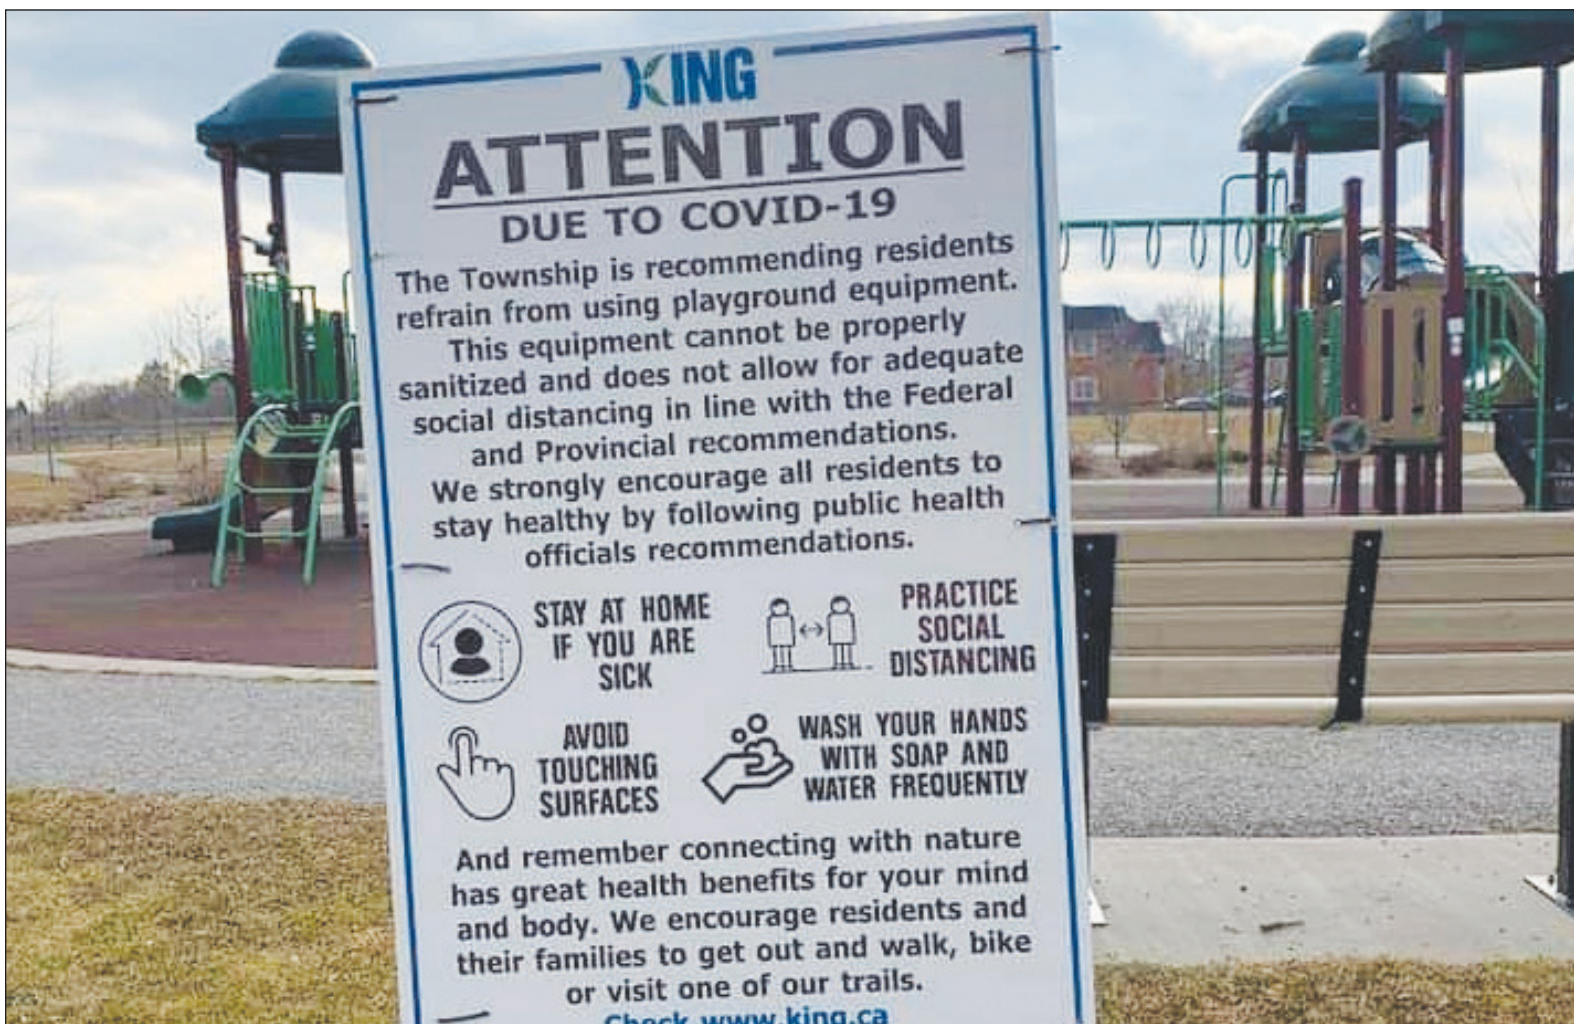 KING
ATTENTION
DUE TO COVID-19
The Township is recommending residents
refrain from using playground equipment.
This equipment cannot be properly
sanitized and does not allow for adequate
social distancing in line with the Federal
and Provincial recommendations.
We strongly encourage all residents to
stay healthy by following public health
officials recommendations.
STAY AT HOME
IF YOU ARE
SICK
PRACTICE
SOCIAL
DISTANCING
AVOID
TOUCHING
SURFACES
WASH YOUR HANDS
WITH SOAP AND
WATER FREQUENTLY
And remember connecting with nature
has great health benefits for your mind
and body. We encourage residents and
their families to get out and walk, bike
or visit one of our trails.
Check www.king.ca